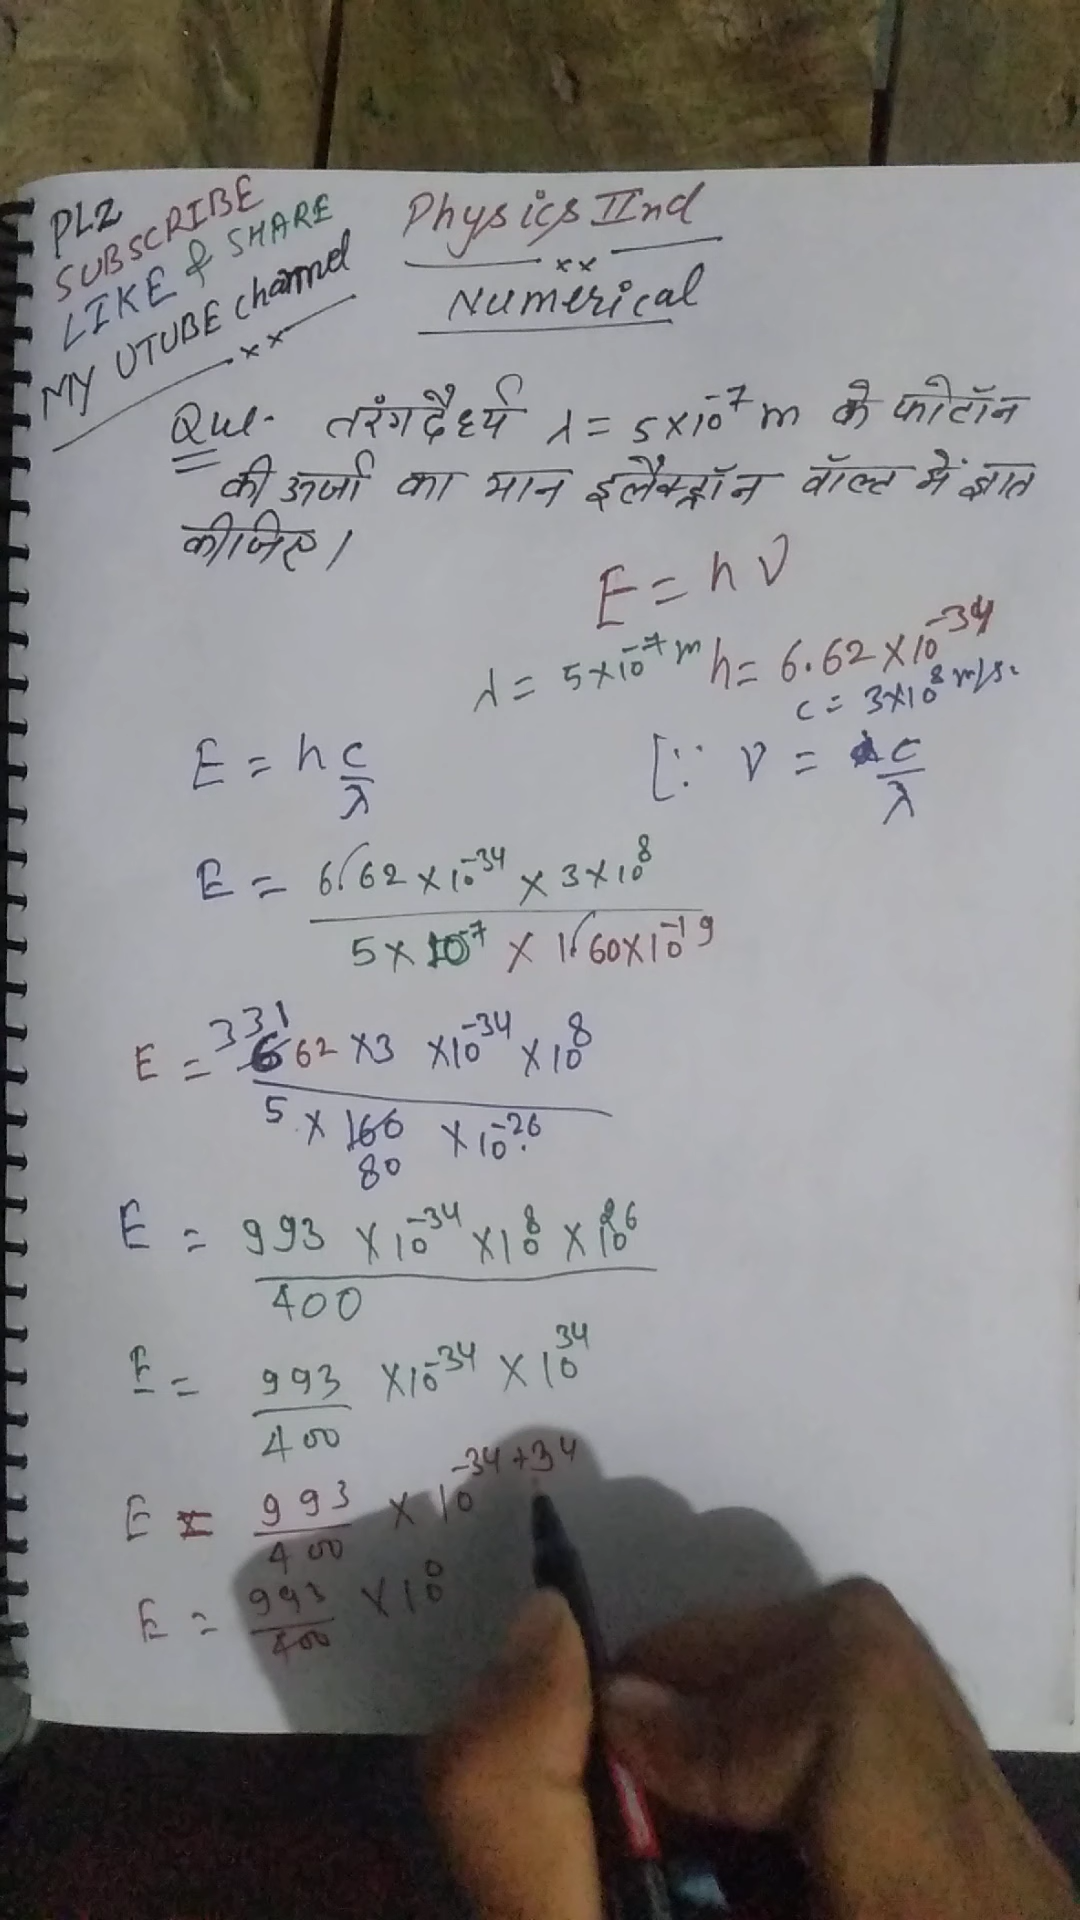 PLZ
SUBSCRIBE
LIKE & SHARE
MY UTUBE channel
Physics IInd
Numerical
Que. तरंगदैर्ध्य λ = 5×10⁻⁷ m के फोटॉन
की ऊर्जा का मान इलैक्ट्रॉन वॉल्ट में ज्ञात
कीजिए।
E = hν
λ = 5×10⁻⁷ m h = 6.62×10⁻³⁴
c = 3×10⁸ m/s.
E = h c/λ [∵ ν = c/λ
E = 6.62×10⁻³⁴ × 3×10⁸
5×10⁻⁷ × 1.60×10⁻¹⁹
331
E = 662 ×3 ×10⁻³⁴ ×10⁸
5 × 160 ×10⁻²⁶
80
E = 993 ×10⁻³⁴ ×10⁸ ×10²⁶
400
E = 993 ×10⁻³⁴ × 10³⁴
400
E = 993 × 10⁻³⁴⁺³⁴
400
E = 993 ×10⁰
400